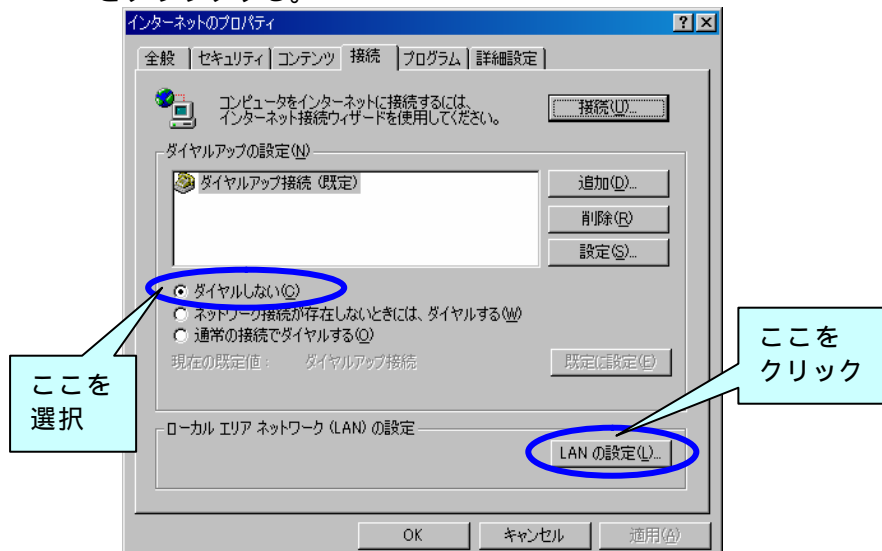 インターネットのプロパティ
全般 セキュリティ コンテンツ 接続 プログラム 詳細設定
コンピュータをインターネットに接続するには、
インターネット接続ウィザードを使用してください。
接続(U)...
ダイヤルアップの設定(N)
ダイヤルアップ接続 (既定)
追加(D)...
削除(R)
設定(S)...
ダイヤルしない(C)
ネットワーク接続が存在しないときには、ダイヤルする(W)
通常の接続でダイヤルする(O)
現在の既定値： ダイヤルアップ接続
既定に設定(E)
ここを
選択
ここを
クリック
ローカル エリア ネットワーク (LAN) の設定
LAN の設定(L)...
OK キャンセル 適用(A)